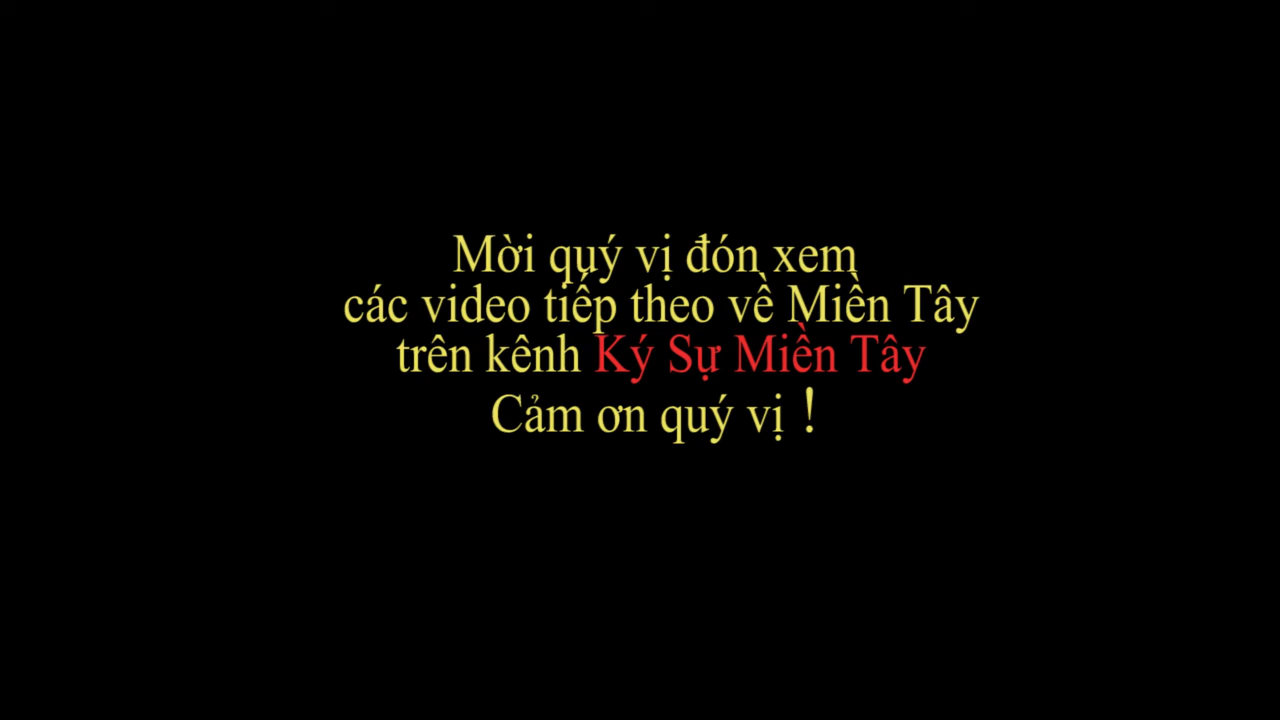 Mời quý vị đón xem
các video tiếp theo về Miền Tây
trên kênh Ký Sự Miền Tây
Cảm ơn quý vị !